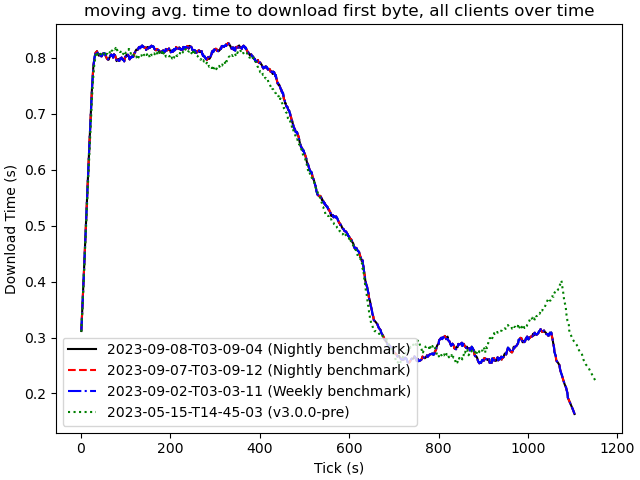 moving avg. time to download first byte, all clients over time
Download Time (s)
0.8
0.7
0.6
0.5
0.4
0.3
0.2
2023-09-08-T03-09-04 (Nightly benchmark)
2023-09-07-T03-09-12 (Nightly benchmark)
2023-09-02-T03-03-11 (Weekly benchmark)
2023-05-15-T14-45-03 (v3.0.0-pre)
0 200 400 600 800 1000 1200
Tick (s)